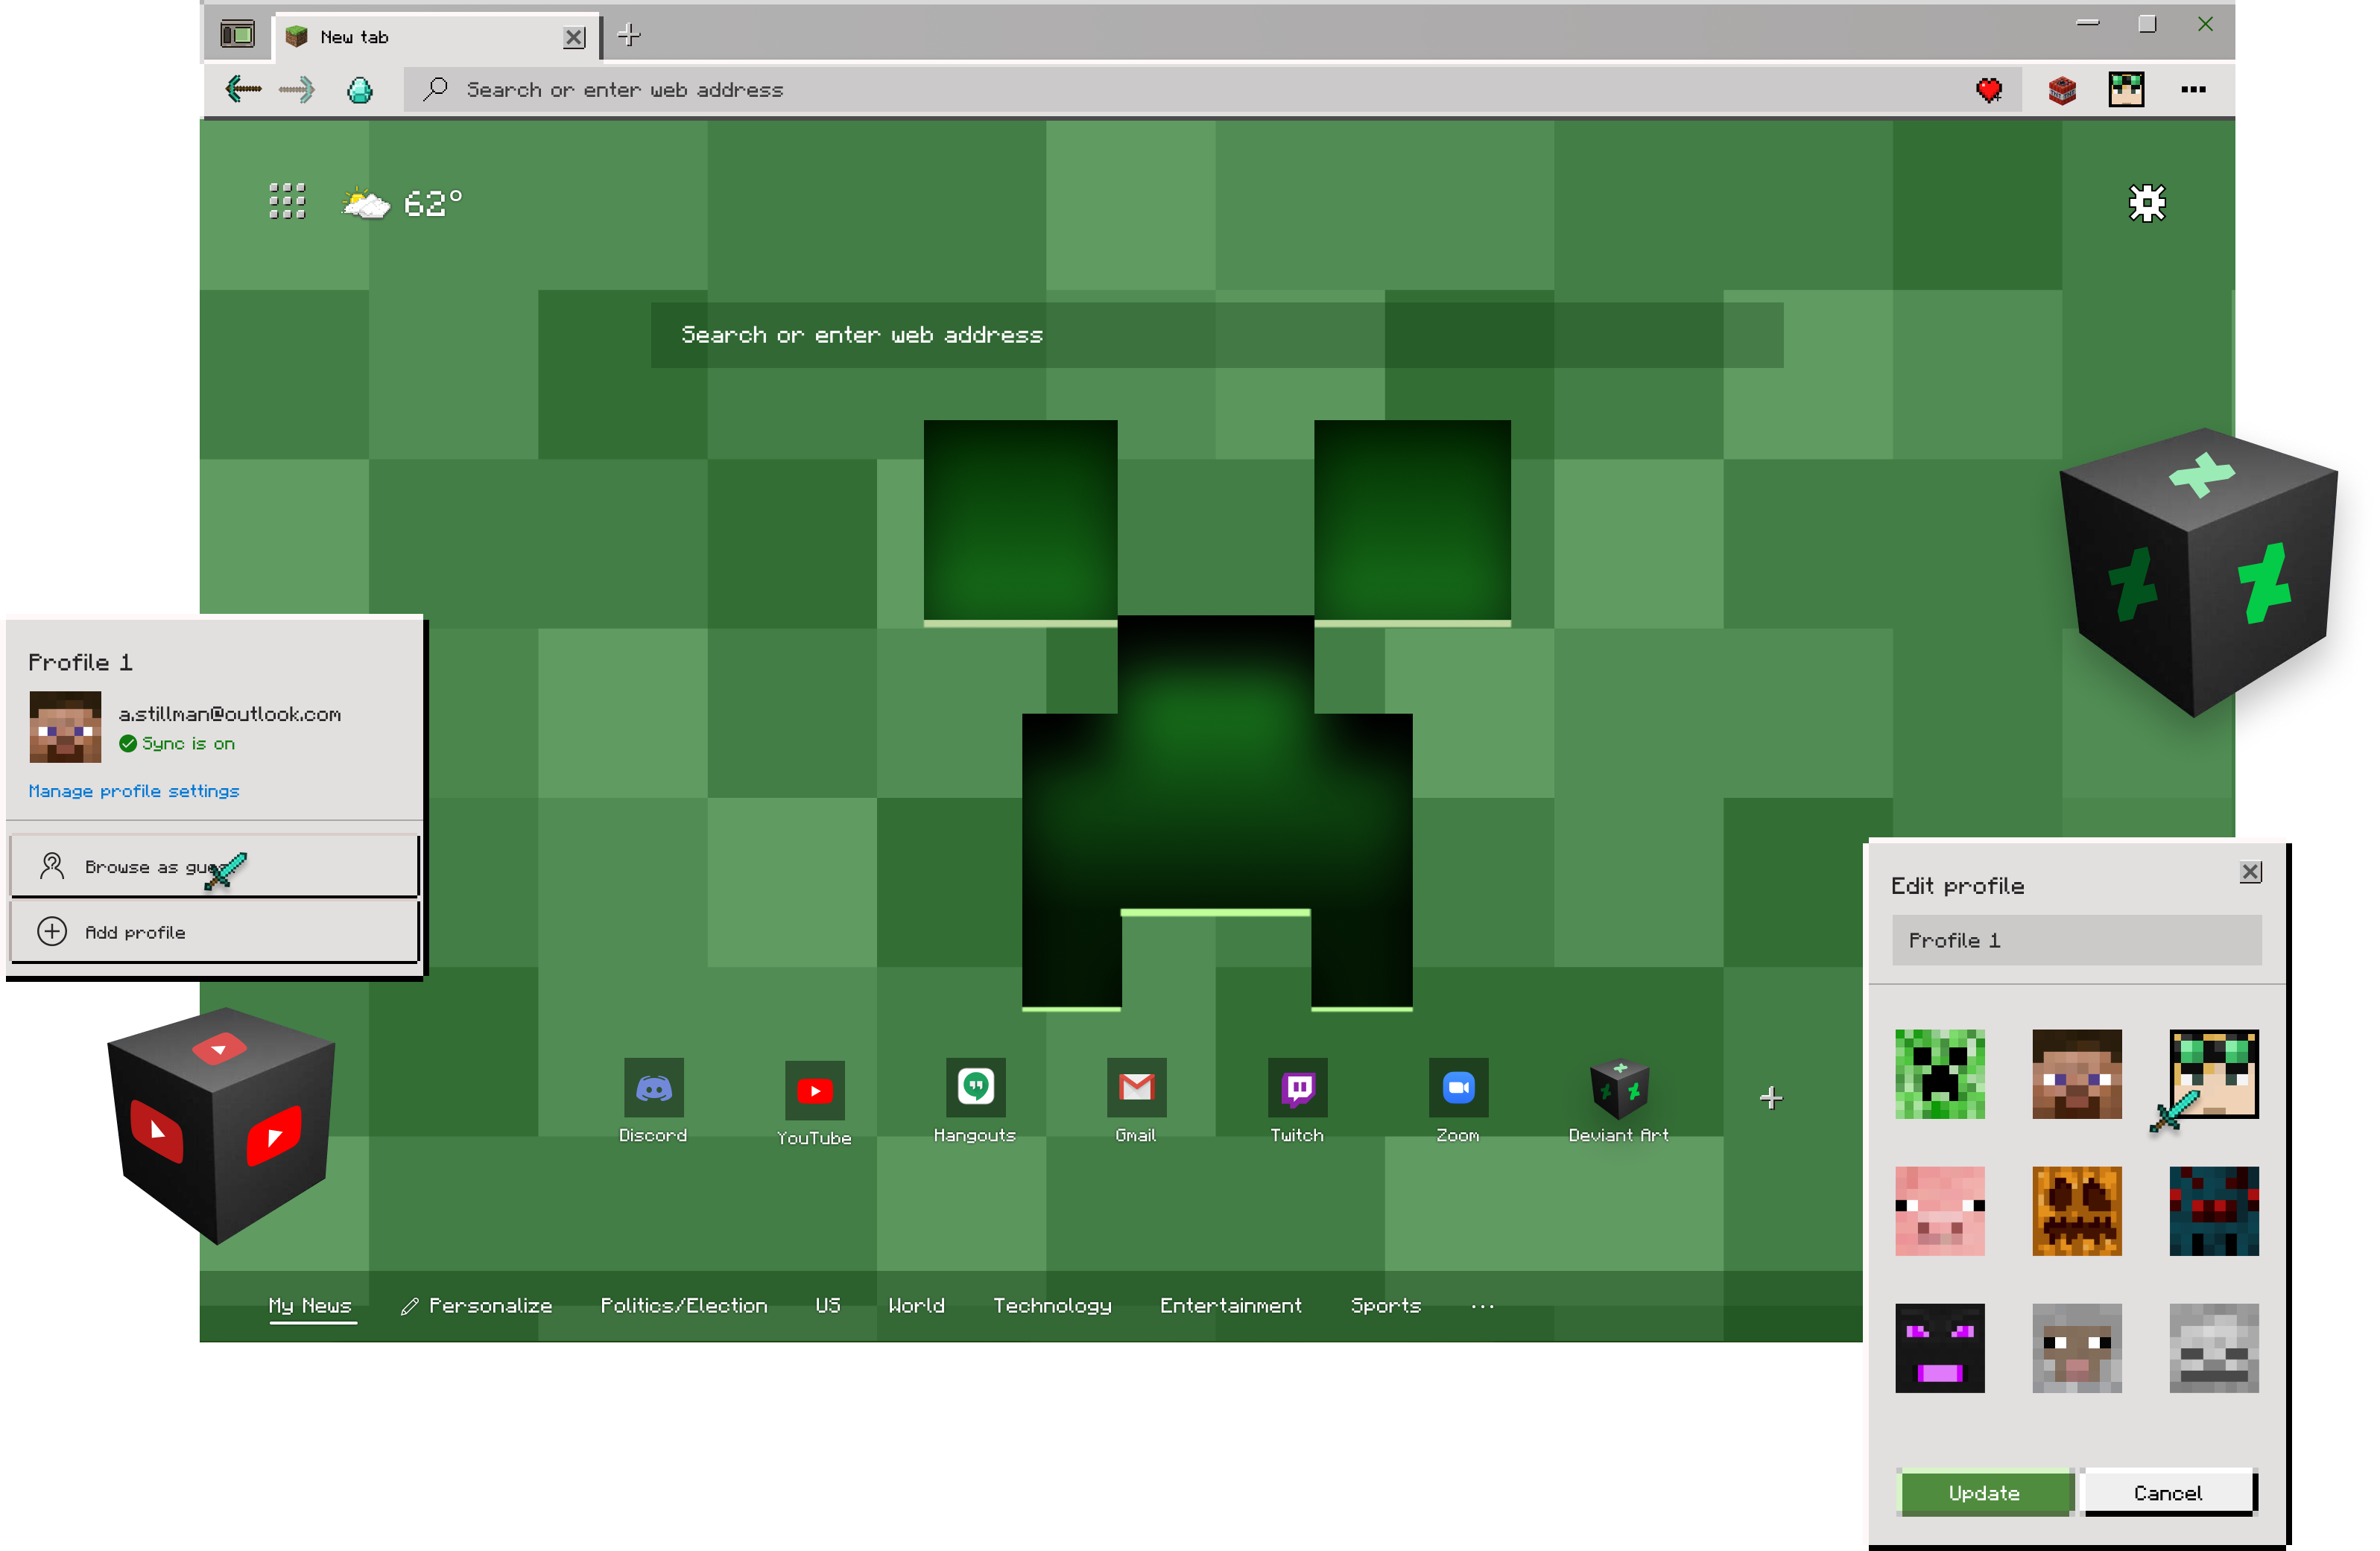 New tab
Search or enter web address
62°
Search or enter web address
Profile 1
a.stillman@outlook.com
Sync is on
Manage profile settings
Browse as gue
Add profile
Edit profile
Profile 1
Discord
YouTube
Hangouts
Gmail
Twitch
Zoom
Deviant Art
My News
Personalize
Politics/Election
US
World
Technology
Entertainment
Sports
...
Update
Cancel